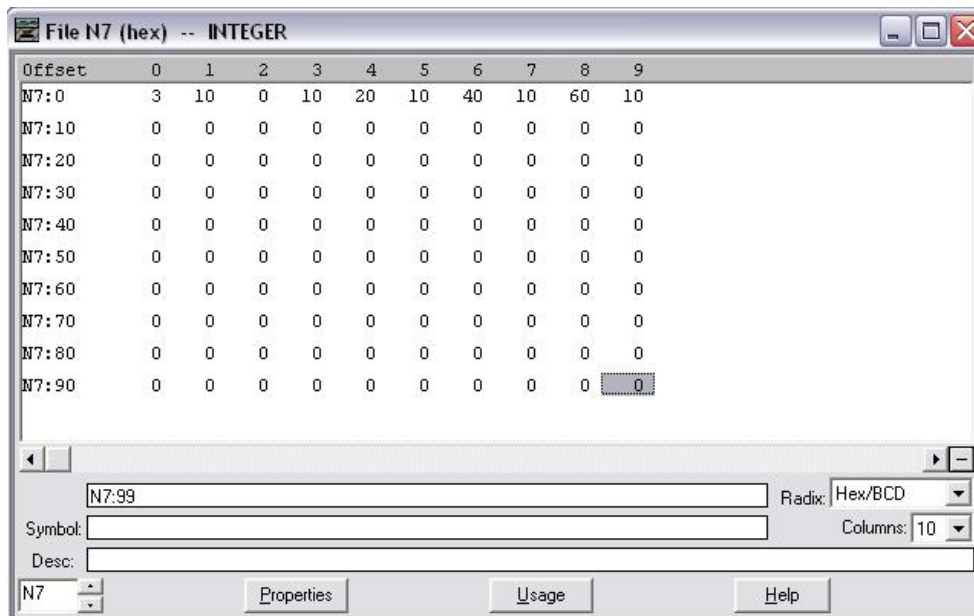 File N7 (hex) -- INTEGER
Offset 0 1 2 3 4 5 6 7 8 9
N7:0 3 10 0 10 20 10 40 10 60 10
N7:10 0 0 0 0 0 0 0 0 0 0
N7:20 0 0 0 0 0 0 0 0 0 0
N7:30 0 0 0 0 0 0 0 0 0 0
N7:40 0 0 0 0 0 0 0 0 0 0
N7:50 0 0 0 0 0 0 0 0 0 0
N7:60 0 0 0 0 0 0 0 0 0 0
N7:70 0 0 0 0 0 0 0 0 0 0
N7:80 0 0 0 0 0 0 0 0 0 0
N7:90 0 0 0 0 0 0 0 0 0 0
N7:99 Radix: Hex/BCD
Symbol: Columns: 10
Desc:
N7 Properties Usage Help